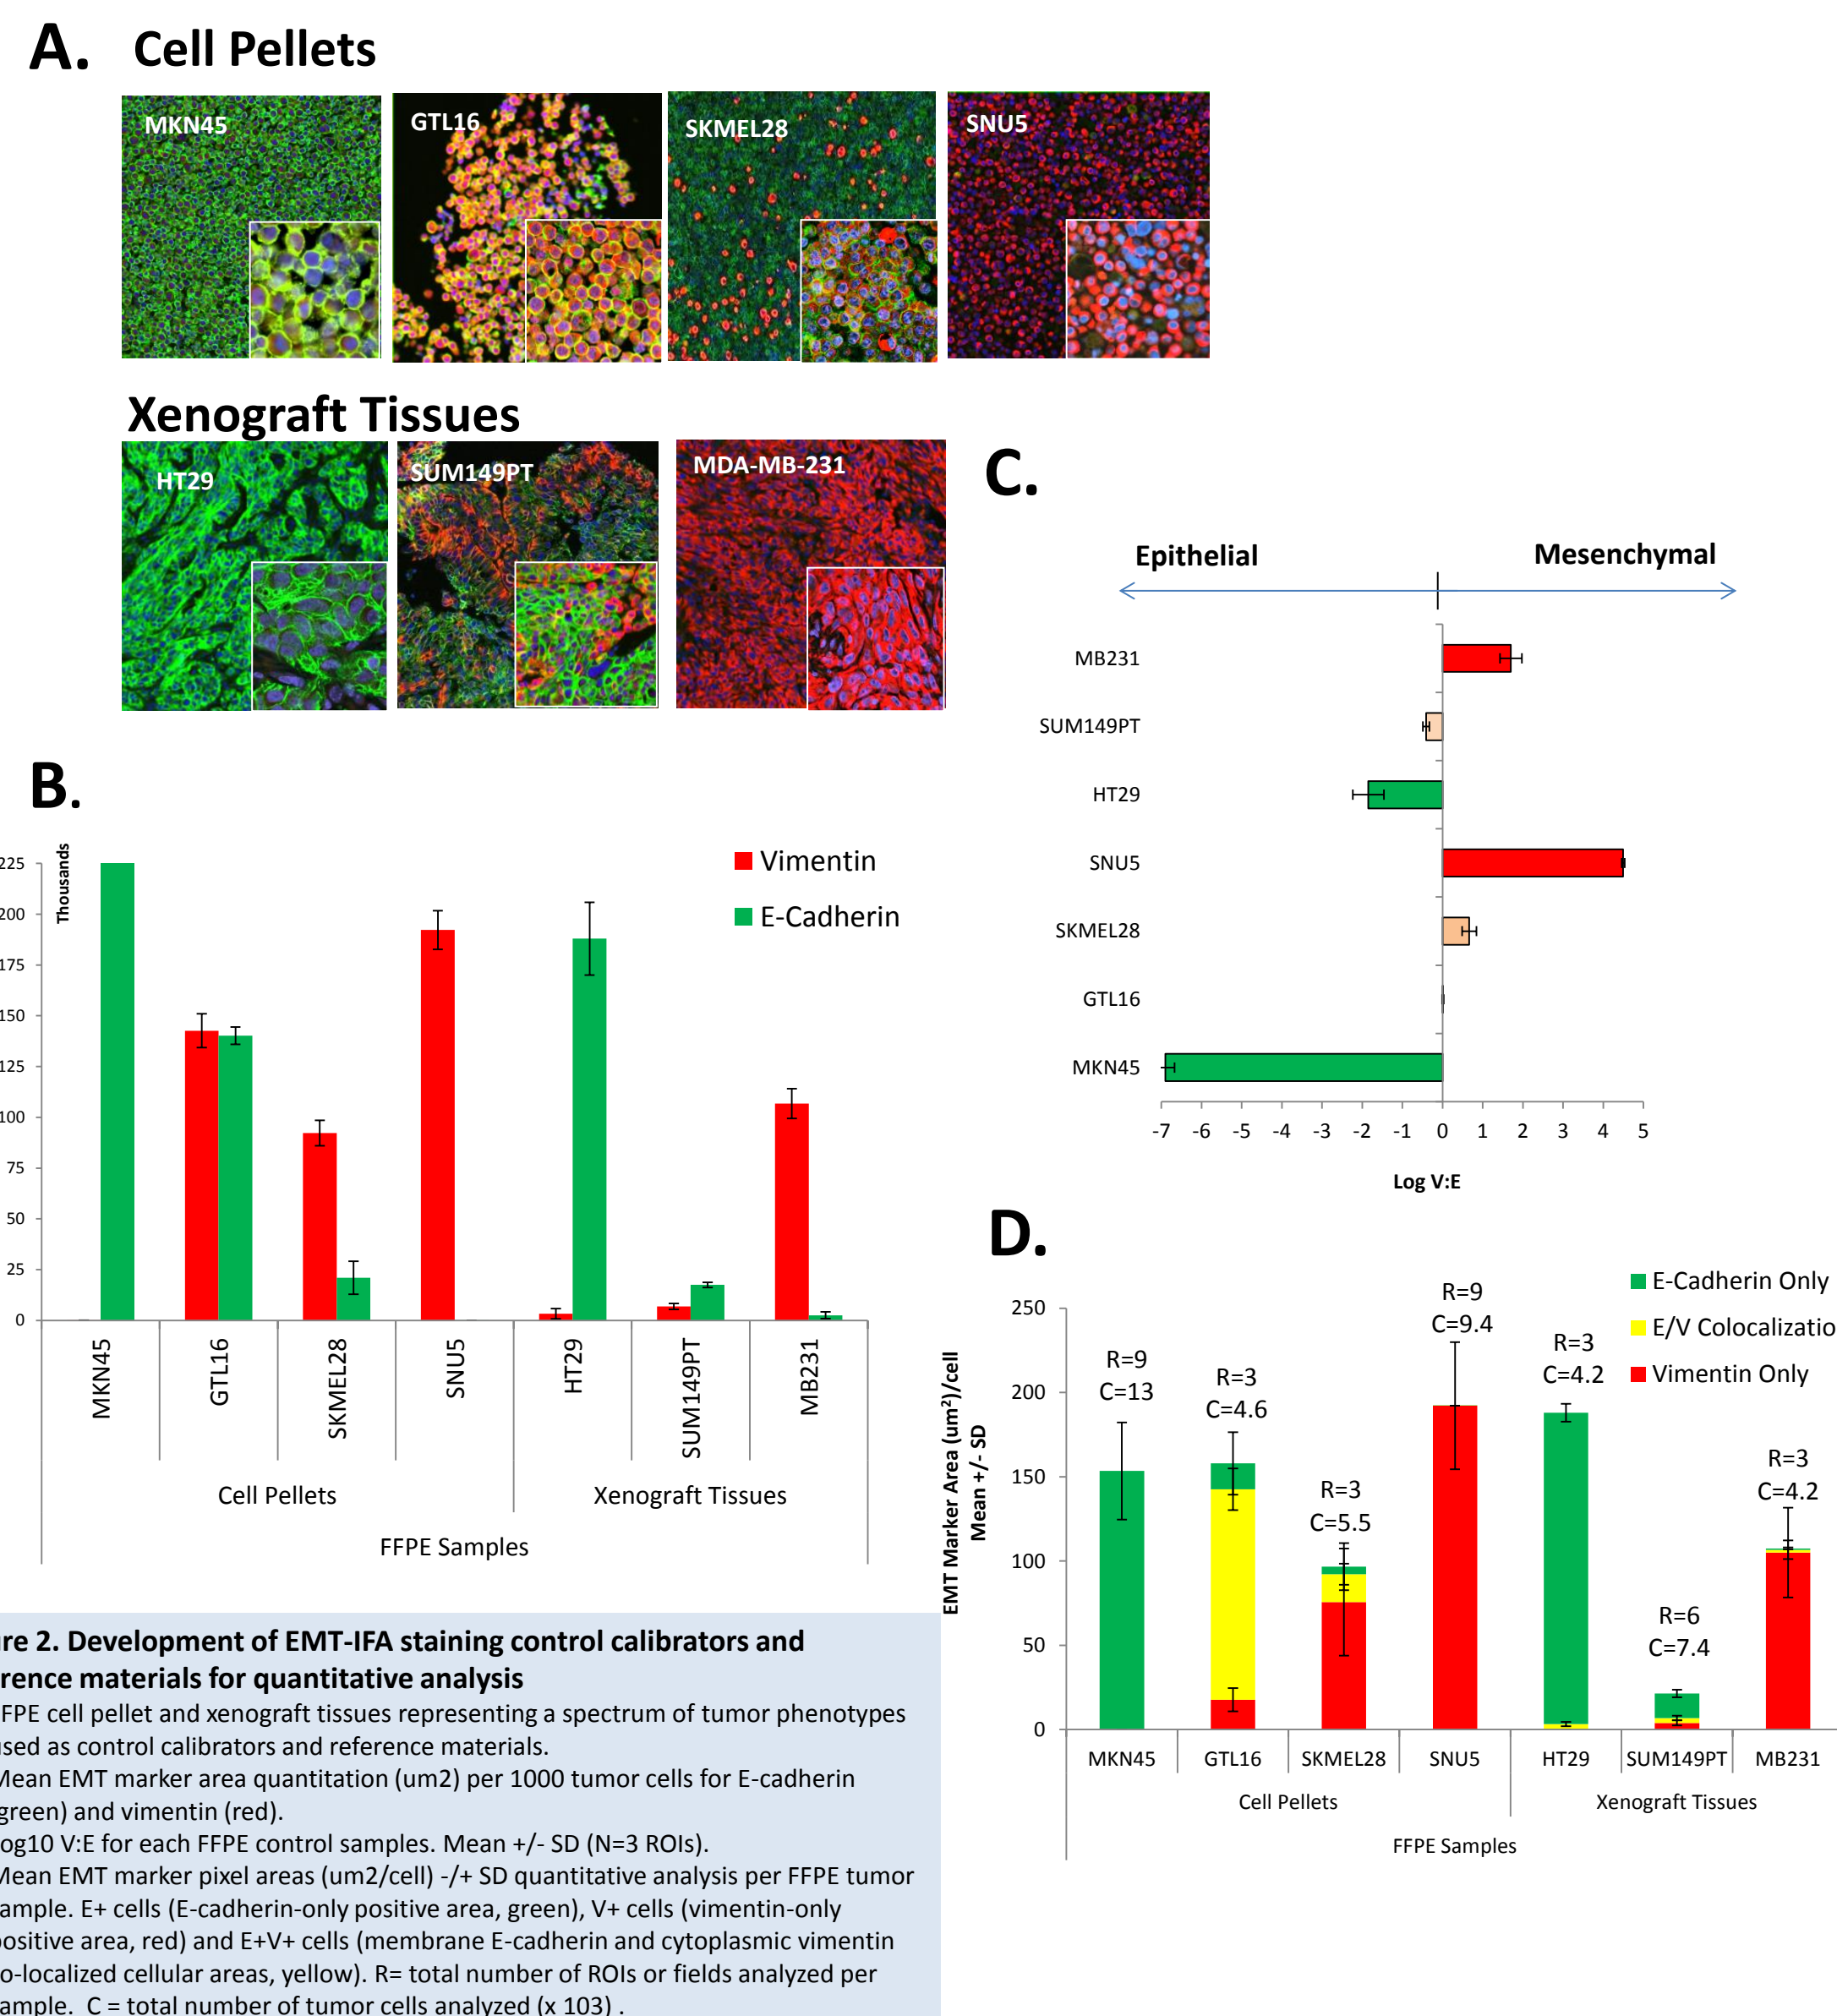 A. Cell Pellets
MKN45
GTL16
SKMEL28
SNU5
Xenograft Tissues
HT29
SUM149PT
MDA-MB-231
B.
Thousands
225
200
175
150
125
100
75
50
25
0
Vimentin
E-Cadherin
MKN45
GTL16
SKMEL28
SNU5
HT29
SUM149PT
MB231
Cell Pellets
Xenograft Tissues
FFPE Samples
C.
Epithelial
Mesenchymal
MB231
SUM149PT
HT29
SNU5
SKMEL28
GTL16
MKN45
-7 -6 -5 -4 -3 -2 -1 0 1 2 3 4 5
Log V:E
D.
E-Cadherin Only
E/V Colocalizatio
Vimentin Only
EMT Marker Area (um²)/cell
Mean +/- SD
250
200
150
100
50
0
R=9
C=13
R=3
C=4.6
R=3
C=5.5
R=9
C=9.4
R=3
C=4.2
R=6
C=7.4
R=3
C=4.2
MKN45
GTL16
SKMEL28
SNU5
HT29
SUM149PT
MB231
Cell Pellets
Xenograft Tissues
FFPE Samples
re 2. Development of EMT-IFA staining control calibrators and
rence materials for quantitative analysis
FPE cell pellet and xenograft tissues representing a spectrum of tumor phenotypes
used as control calibrators and reference materials.
Mean EMT marker area quantitation (um2) per 1000 tumor cells for E-cadherin
green) and vimentin (red).
og10 V:E for each FFPE control samples. Mean +/- SD (N=3 ROIs).
Mean EMT marker pixel areas (um2/cell) -/+ SD quantitative analysis per FFPE tumor
ample. E+ cells (E-cadherin-only positive area, green), V+ cells (vimentin-only
positive area, red) and E+V+ cells (membrane E-cadherin and cytoplasmic vimentin
o-localized cellular areas, yellow). R= total number of ROIs or fields analyzed per
ample. C = total number of tumor cells analyzed (x 103) .